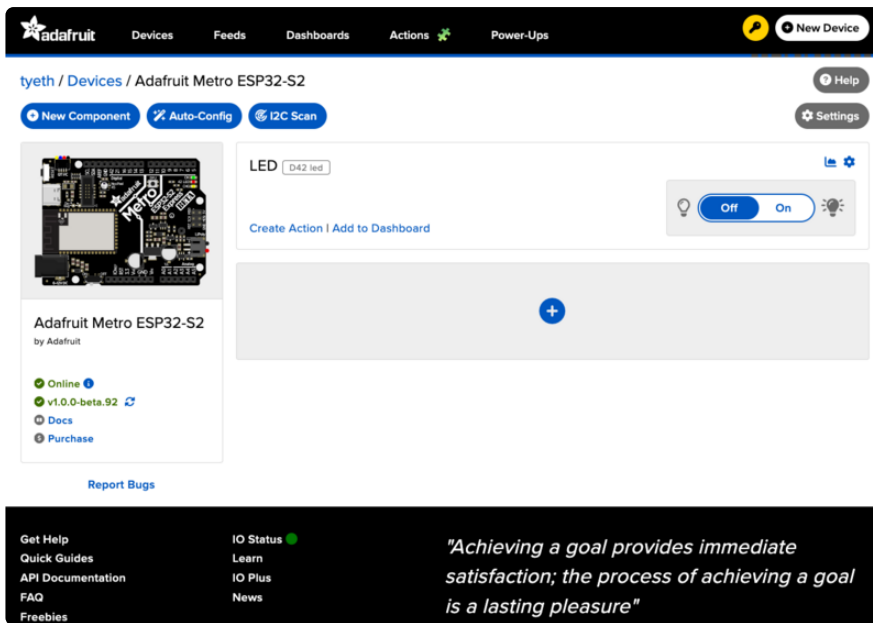 adafruit Devices Feeds Dashboards Actions Power-Ups New Device
tyeth / Devices / Adafruit Metro ESP32-S2 Help
New Component Auto-Config I2C Scan Settings
LED D42 led
Off On
Create Action | Add to Dashboard
Adafruit Metro ESP32-S2
by Adafruit
Online
v1.0.0-beta.92
Docs
Purchase
Report Bugs
Get Help
Quick Guides
API Documentation
FAQ
Freebies
IO Status
Learn
IO Plus
News
"Achieving a goal provides immediate
satisfaction; the process of achieving a goal
is a lasting pleasure"